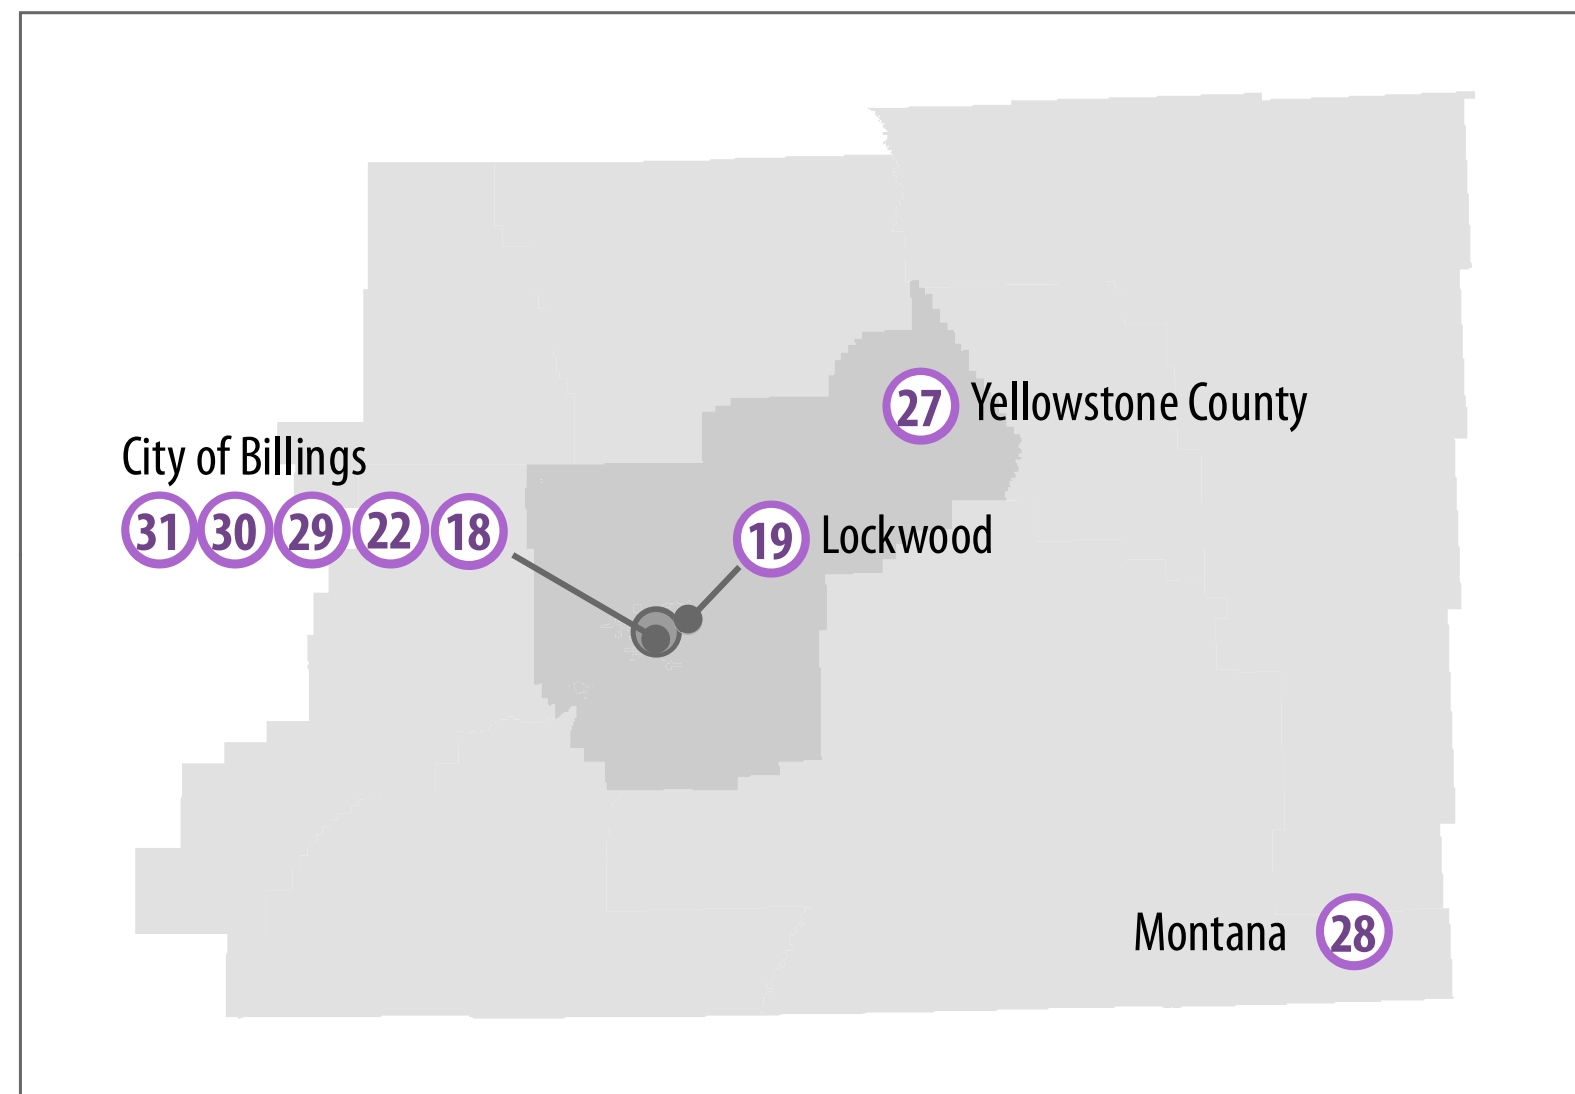 27 Yellowstone County
City of Billings
31 30 29 22 18
19 Lockwood
Montana 28